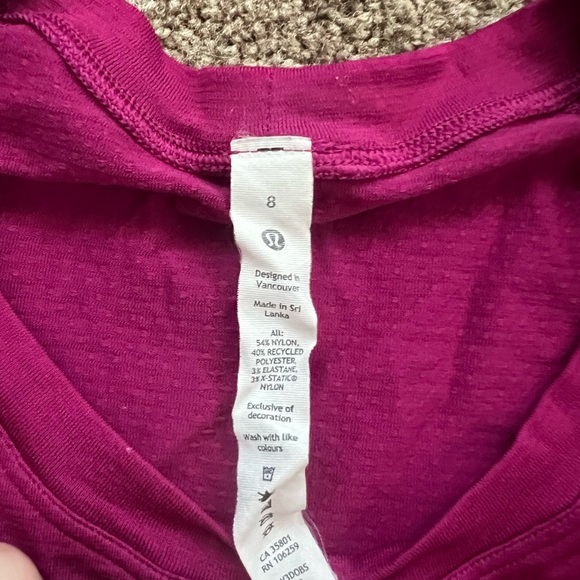 8
Designed in
Vancouver
Made in Sri
Lanka
All:
54% NYLON,
40% RECYCLED
POLYESTER,
3% ELASTANE,
3% X-STATIC®
NYLON
Exclusive of
decoration
Wash with like
colours
CA 35801
RN 106259